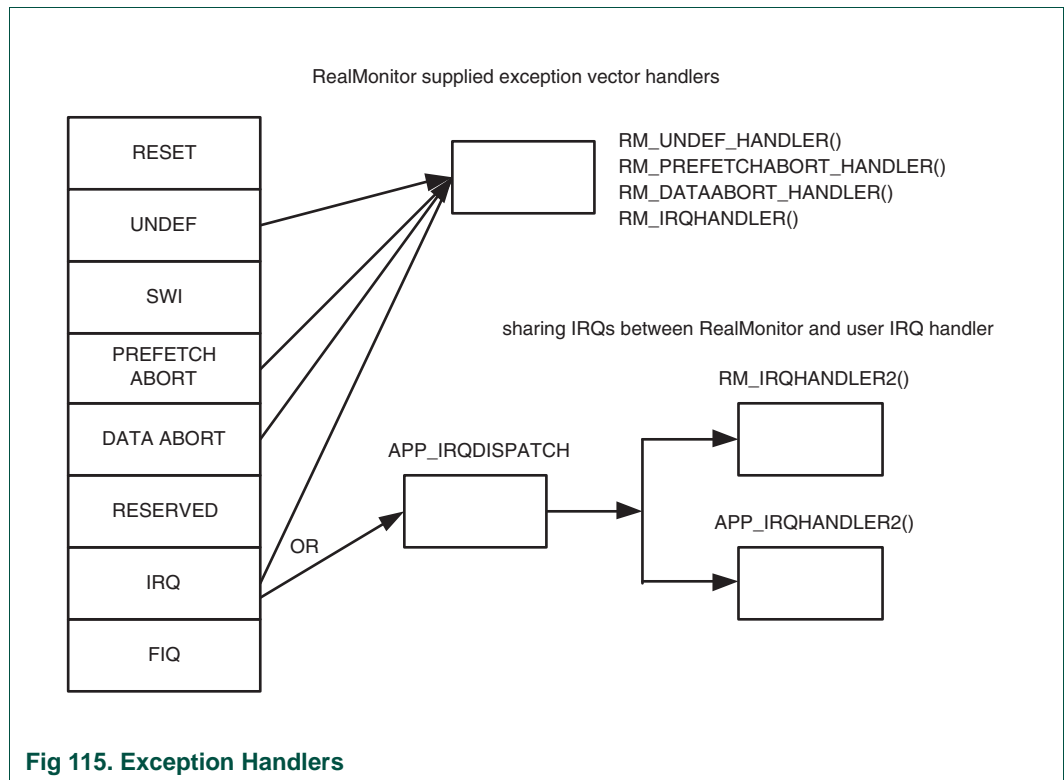 RealMonitor supplied exception vector handlers
RESET
UNDEF
SWI
PREFETCH
ABORT
DATA ABORT
RESERVED
IRQ
FIQ
RM_UNDEF_HANDLER()
RM_PREFETCHABORT_HANDLER()
RM_DATAABORT_HANDLER()
RM_IRQHANDLER()
sharing IRQs between RealMonitor and user IRQ handler
RM_IRQHANDLER2()
APP_IRQDISPATCH
APP_IRQHANDLER2()
OR
Fig 115. Exception Handlers